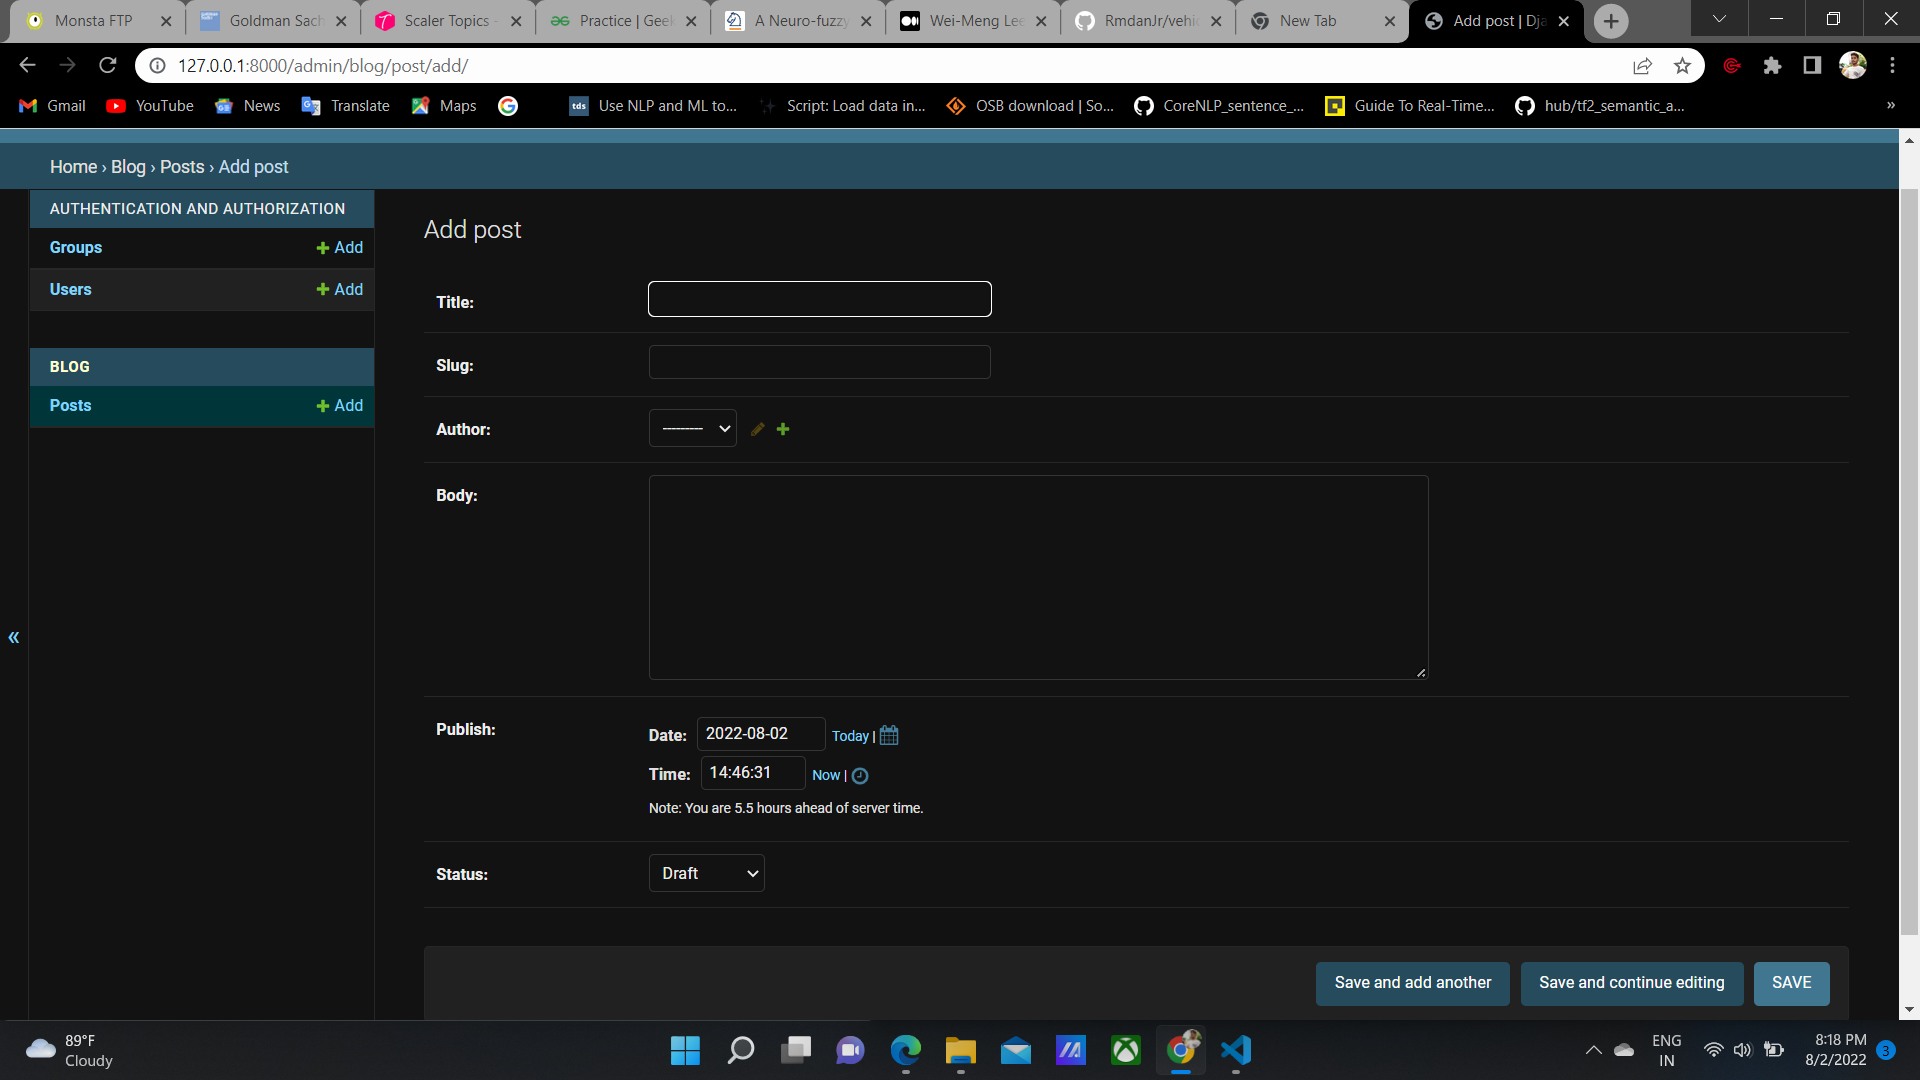 Monsta FTP
Goldman Sach
Scaler Topics -
Practice | Geek
A Neuro-fuzzy
Wei-Meng Lee
RmdanJr/vehi
New Tab
Add post | Dja
127.0.0.1:8000/admin/blog/post/add/
Gmail
YouTube
News
Translate
Maps
tds Use NLP and ML to...
Script: Load data in...
OSB download | So...
CoreNLP_sentence_...
Guide To Real-Time...
hub/tf2_semantic_a...
»
Home › Blog › Posts › Add post
AUTHENTICATION AND AUTHORIZATION
Groups + Add
Users + Add
BLOG
Posts + Add
«
Add post
Title:
Slug:
Author: ---------
Body:
Publish:
Date: 2022-08-02 Today |
Time: 14:46:31 Now |
Note: You are 5.5 hours ahead of server time.
Status: Draft
Save and add another
Save and continue editing
SAVE
89°F
Cloudy
ENG
IN
8:18 PM
8/2/2022
3